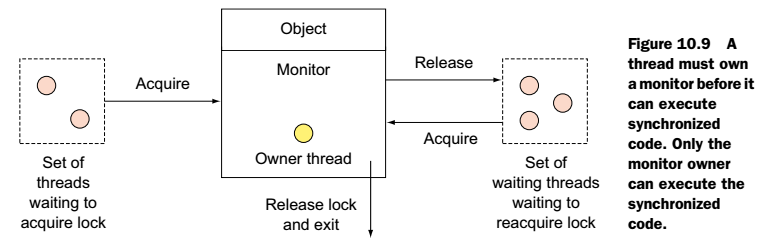 Object
Monitor
Acquire
Release
Acquire
Owner thread
Set of
threads
waiting to
acquire lock
Release lock
and exit
Set of
waiting threads
waiting to
reacquire lock
Figure 10.9 A
thread must own
a monitor before it
can execute
synchronized
code. Only the
monitor owner
can execute the
synchronized
code.